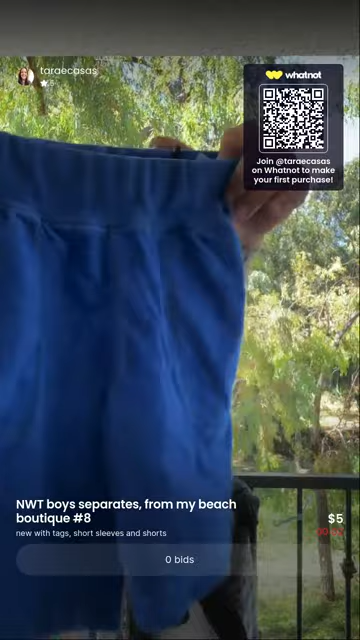 taraecasas
whatnot
Join @taraecasas
on Whatnot to make
your first purchase!
NWT boys separates, from my beach
boutique #8
$5
new with tags, short sleeves and shorts
0 bids